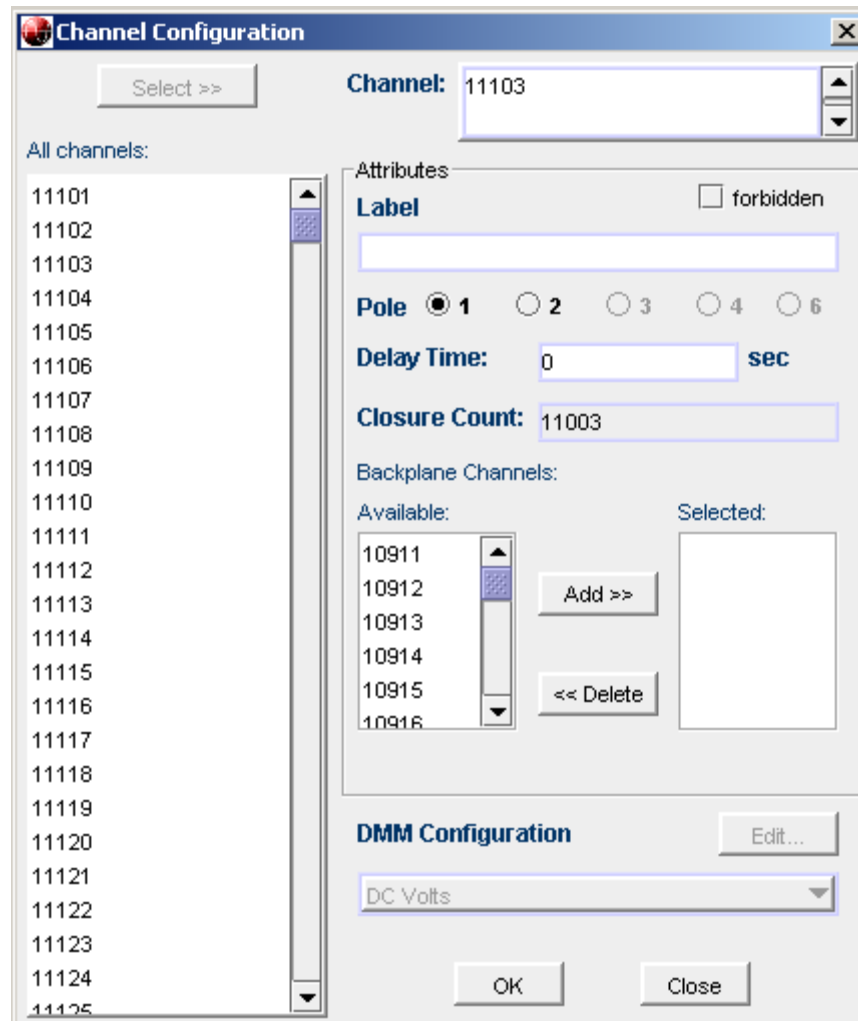 Channel Configuration
Select >>
Channel: 11103
All channels:
11101
11102
11103
11104
11105
11106
11107
11108
11109
11110
11111
11112
11113
11114
11115
11116
11117
11118
11119
11120
11121
11122
11123
11124
11125
Attributes
Label
forbidden
Pole 1 2 3 4 6
Delay Time: 0 sec
Closure Count: 11003
Backplane Channels:
Available:
10911
10912
10913
10914
10915
10916
Add >>
<< Delete
Selected:
DMM Configuration
Edit...
DC Volts
OK
Close